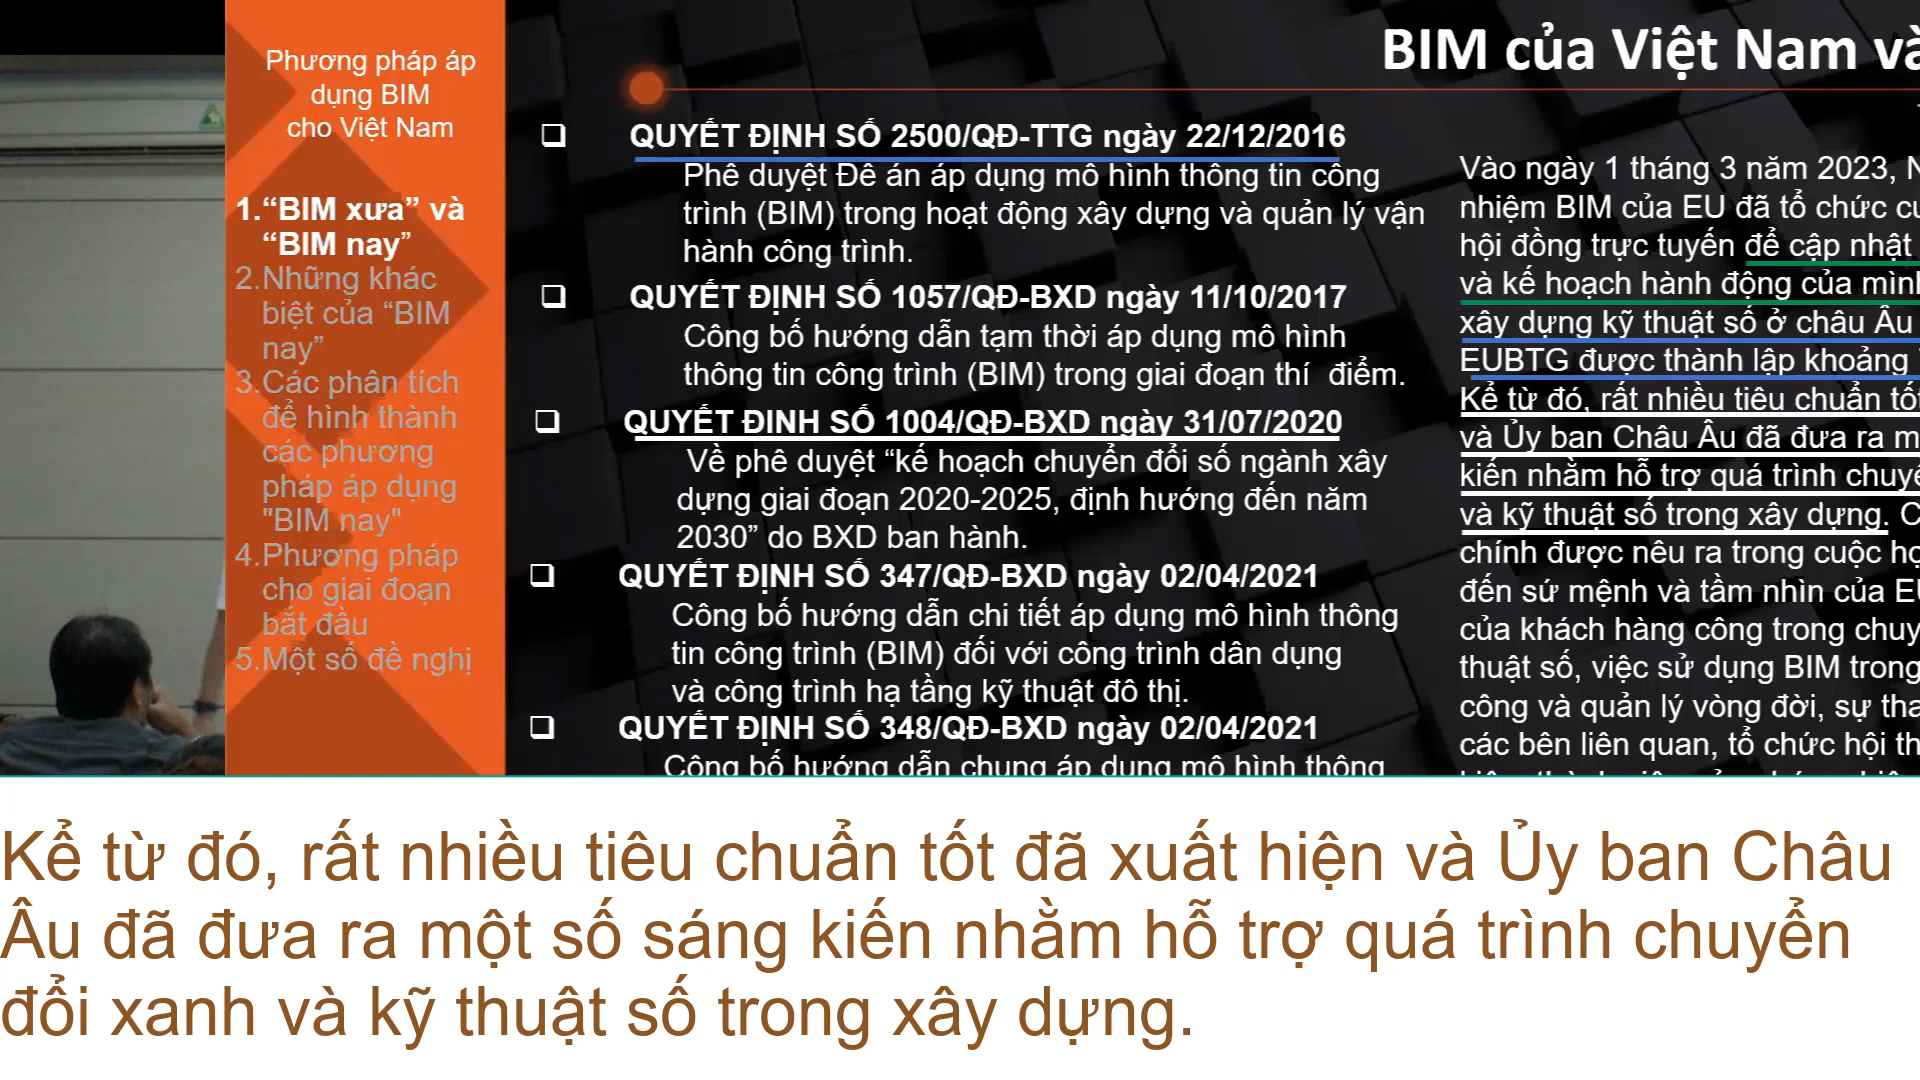 Phương pháp áp
dụng BIM
cho Việt Nam
1.“BIM xưa” và
“BIM nay”
2.Những khác
biệt của “BIM
nay”
3.Các phân tích
để hình thành
các phương
pháp áp dụng
"BIM nay"
4.Phương pháp
cho giai đoạn
bắt đầu
5.Một số đề nghị
BIM của Việt Nam và
❑ QUYẾT ĐỊNH SỐ 2500/QĐ-TTG ngày 22/12/2016
Phê duyệt Đề án áp dụng mô hình thông tin công
trình (BIM) trong hoạt động xây dựng và quản lý vận
hành công trình.
❑ QUYẾT ĐỊNH SỐ 1057/QĐ-BXD ngày 11/10/2017
Công bố hướng dẫn tạm thời áp dụng mô hình
thông tin công trình (BIM) trong giai đoạn thí điểm.
❑ QUYẾT ĐỊNH SỐ 1004/QĐ-BXD ngày 31/07/2020
Về phê duyệt “kế hoạch chuyển đổi số ngành xây
dựng giai đoạn 2020-2025, định hướng đến năm
2030” do BXD ban hành.
❑ QUYẾT ĐỊNH SỐ 347/QĐ-BXD ngày 02/04/2021
Công bố hướng dẫn chi tiết áp dụng mô hình thông
tin công trình (BIM) đối với công trình dân dụng
và công trình hạ tầng kỹ thuật đô thị.
❑ QUYẾT ĐỊNH SỐ 348/QĐ-BXD ngày 02/04/2021
Công bố hướng dẫn chung áp dụng mô hình thông
Vào ngày 1 tháng 3 năm 2023,
nhiệm BIM của EU đã tổ chức
hội đồng trực tuyến để cập nhật
và kế hoạch hành động của mình
xây dựng kỹ thuật số ở châu Âu
EUBTG được thành lập khoảng
Kể từ đó, rất nhiều tiêu chuẩn tốt
và Ủy ban Châu Âu đã đưa ra
kiến nhằm hỗ trợ quá trình
và kỹ thuật số trong xây dựng.
chính được nêu ra trong cuộc
đến sứ mệnh và tầm nhìn của
của khách hàng công trong
thuật số, việc sử dụng BIM trong
công và quản lý vòng đời, sự
các bên liên quan, tổ chức hội
Kể từ đó, rất nhiều tiêu chuẩn tốt đã xuất hiện và Ủy ban Châu
Âu đã đưa ra một số sáng kiến nhằm hỗ trợ quá trình chuyển
đổi xanh và kỹ thuật số trong xây dựng.